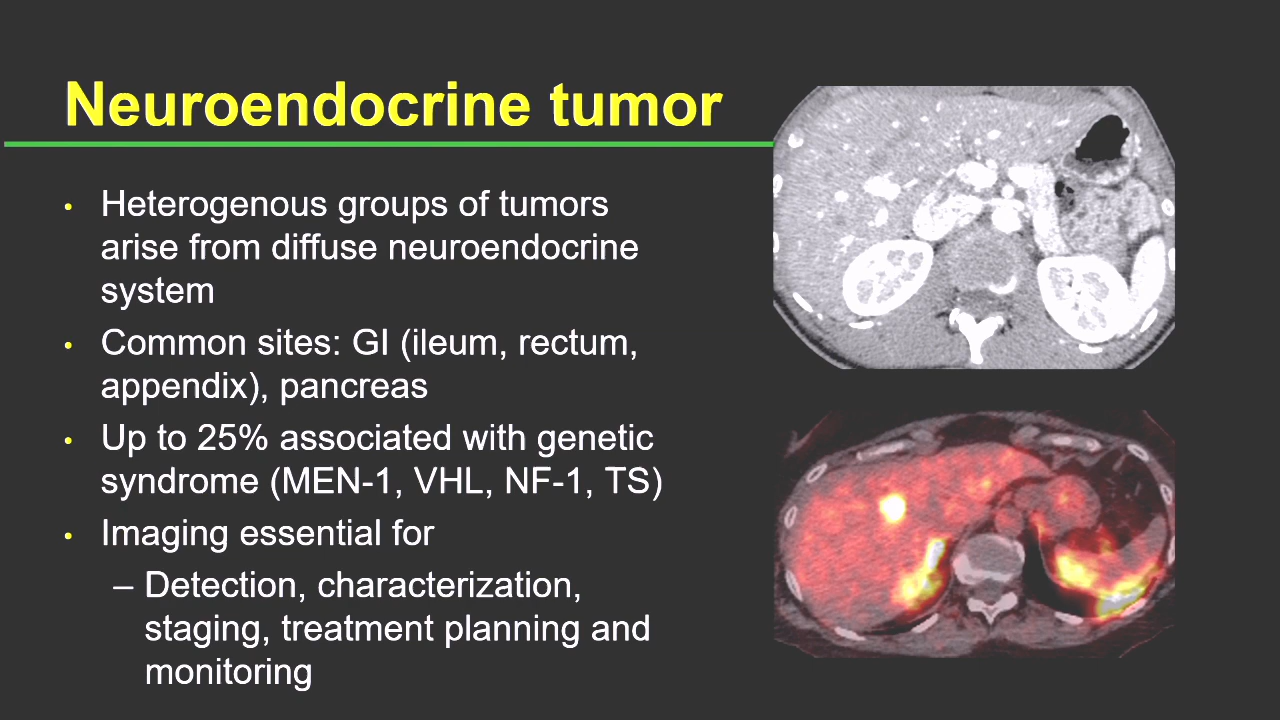 Neuroendocrine tumor
• Heterogenous groups of tumors
arise from diffuse neuroendocrine
system
• Common sites: GI (ileum, rectum,
appendix), pancreas
• Up to 25% associated with genetic
syndrome (MEN-1, VHL, NF-1, TS)
• Imaging essential for
– Detection, characterization,
staging, treatment planning and
monitoring